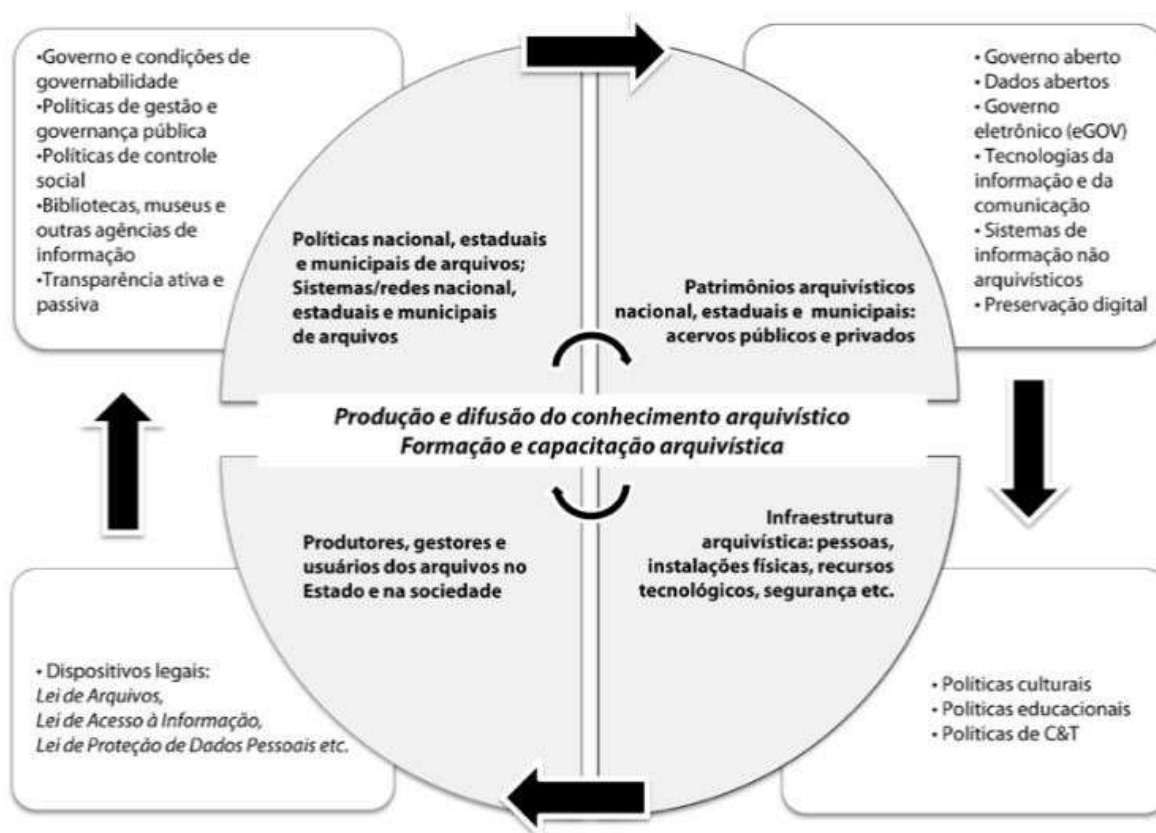 •Governo e condições de
governabilidade
•Políticas de gestão e
governança pública
•Políticas de controle
social
•Bibliotecas, museus e
outras agências de
informação
•Transparência ativa e
passiva
• Governo aberto
• Dados abertos
• Governo
eletrônico (eGOV)
• Tecnologias da
informação e da
comunicação
• Sistemas de
informação não
arquivísticos
• Preservação digital
Políticas nacional, estaduais
e municipais de arquivos;
Sistemas/redes nacional,
estaduais e municipais
de arquivos
Patrimônios arquivísticos
nacional, estaduais e municipais:
acervos públicos e privados
Produção e difusão do conhecimento arquivístico
Formação e capacitação arquivística
Produtores, gestores e
usuários dos arquivos no
Estado e na sociedade
Infraestrutura
arquivística: pessoas,
instalações físicas, recursos
tecnológicos, segurança etc.
• Dispositivos legais:
Lei de Arquivos,
Lei de Acesso à Informação,
Lei de Proteção de Dados Pessoais etc.
• Políticas culturais
• Políticas educacionais
• Políticas de C&T